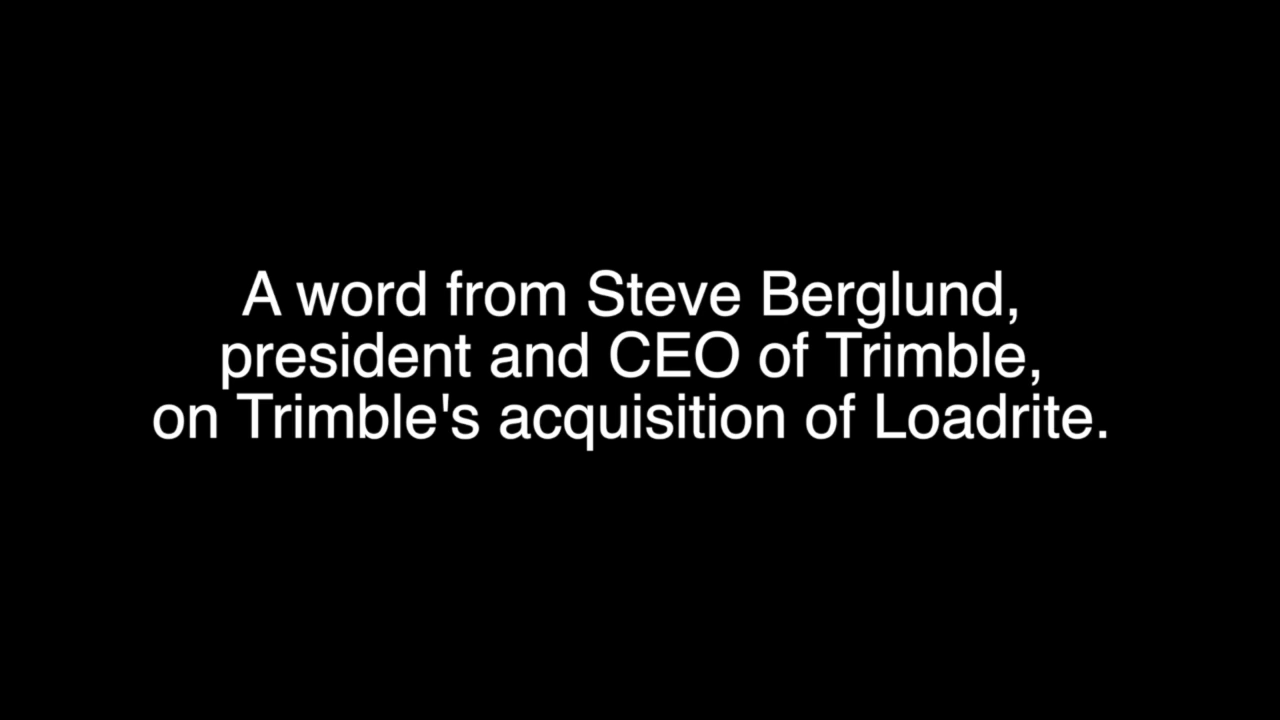 A word from Steve Berglund,
president and CEO of Trimble,
on Trimble's acquisition of Loadrite.